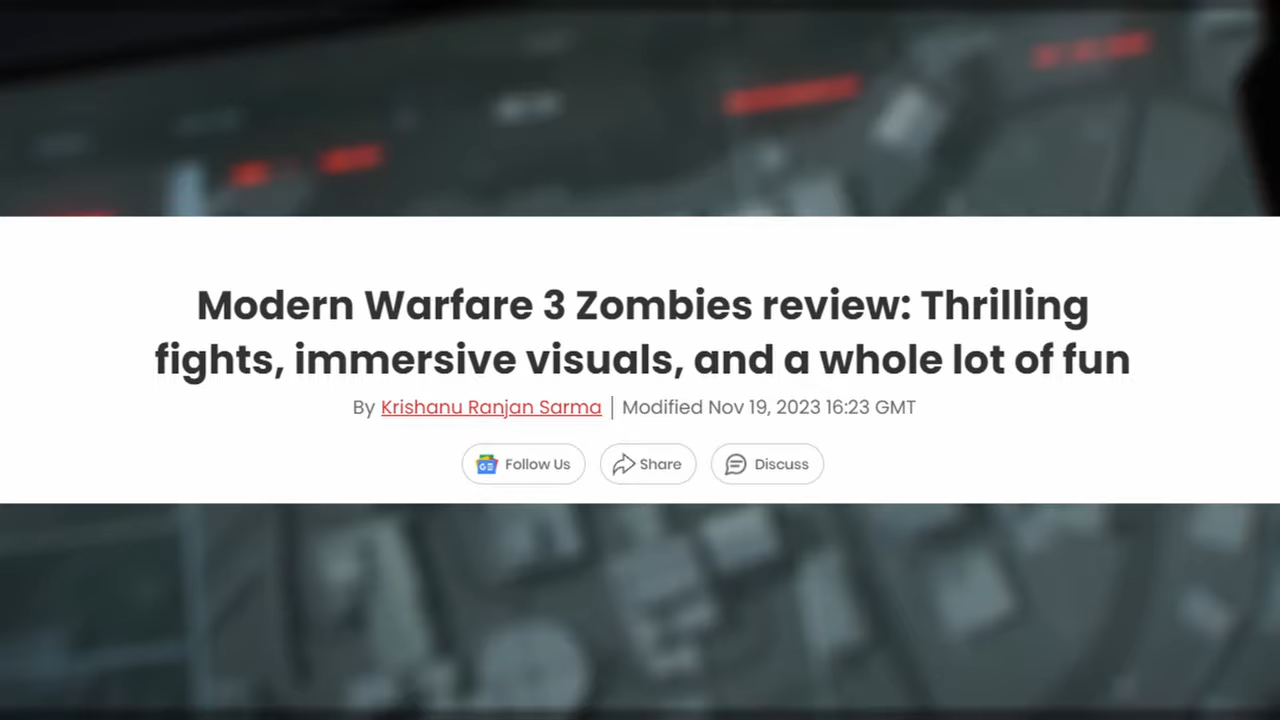 Modern Warfare 3 Zombies review: Thrilling
fights, immersive visuals, and a whole lot of fun
By Krishanu Ranjan Sarma | Modified Nov 19, 2023 16:23 GMT
Follow Us Share Discuss